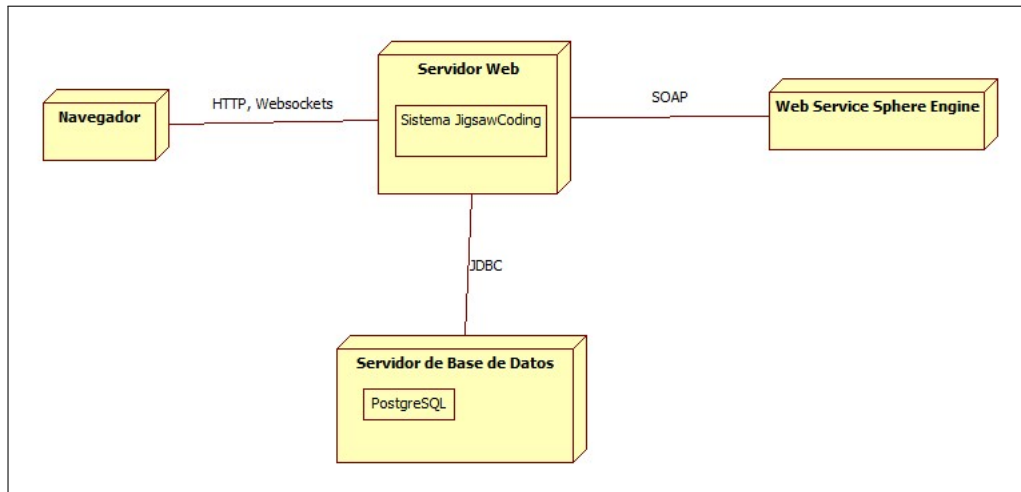 Servidor Web
HTTP, Websockets
SOAP
Navegador
Sistema JigsawCoding
Web Service Sphere Engine
JDBC
Servidor de Base de Datos
PostgreSQL